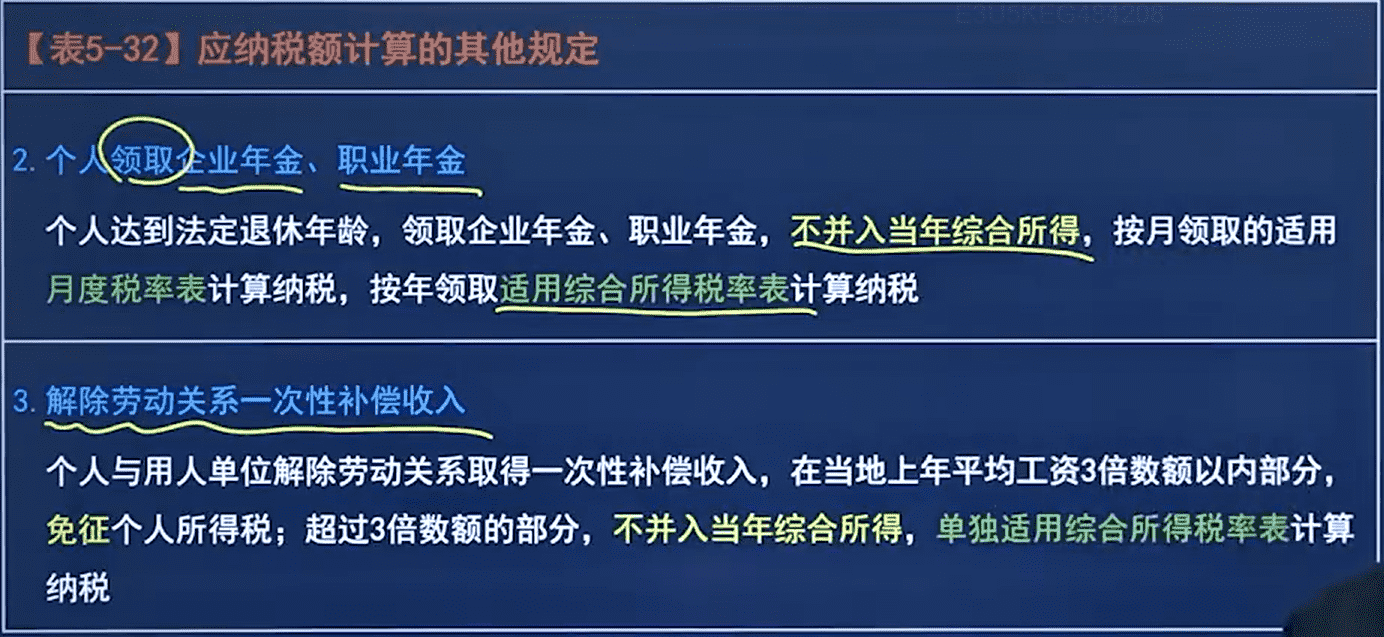 E3U5KEG484208
【表5-32】应纳税额计算的其他规定
2. 个人领取企业年金、职业年金
个人达到法定退休年龄，领取企业年金、职业年金，不并入当年综合所得，按月领取的适用
月度税率表计算纳税，按年领取适用综合所得税率表计算纳税
3. 解除劳动关系一次性补偿收入
个人与用人单位解除劳动关系取得一次性补偿收入，在当地上年平均工资3倍数额以内部分，
免征个人所得税；超过3倍数额的部分，不并入当年综合所得，单独适用综合所得税率表计算
纳税